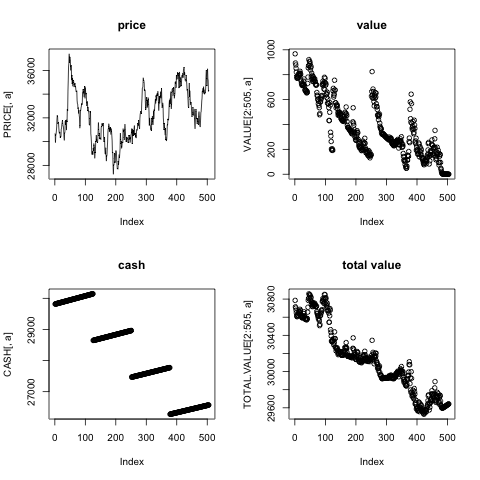 price
PRICE[, a]
28000 32000 36000
0 100 200 300 400 500
Index
value
VALUE[2:505, a]
0 200 600 1000
0 100 200 300 400 500
Index
cash
CASH[, a]
27000 29000
0 100 200 300 400 500
Index
total value
TOTAL.VALUE[2:505, a]
29600 30000 30400 30800
0 100 200 300 400 500
Index